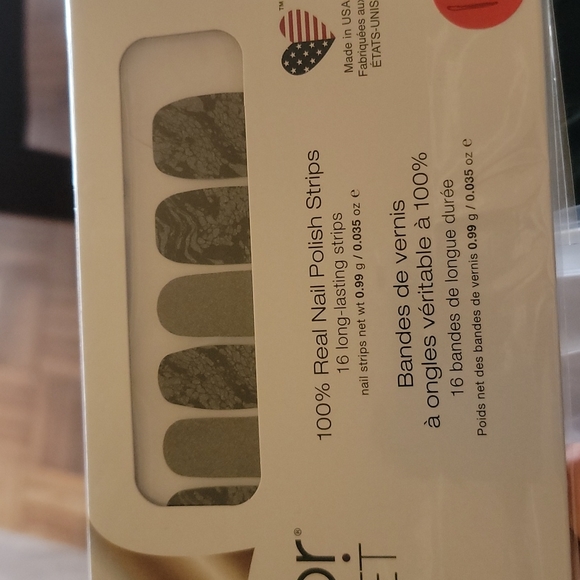 ™
Made in USA
Fabriquées aux
ÉTATS-UNIS
100% Real Nail Polish Strips
16 long-lasting strips
nail strips net wt 0.99 g / 0.035 oz ℮
Bandes de vernis
à ongles véritable à 100%
16 bandes de longue durée
Poids net des bandes de vernis 0.99 g / 0.035 oz ℮